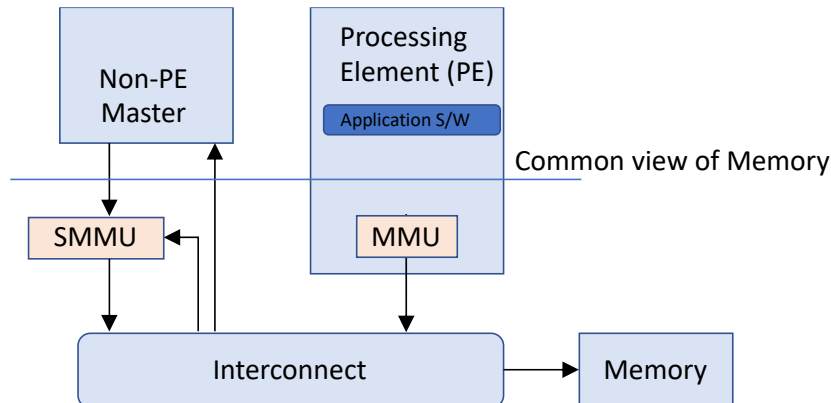 Non-PE
Master
Processing
Element (PE)
Application S/W
Common view of Memory
SMMU
MMU
Interconnect
Memory